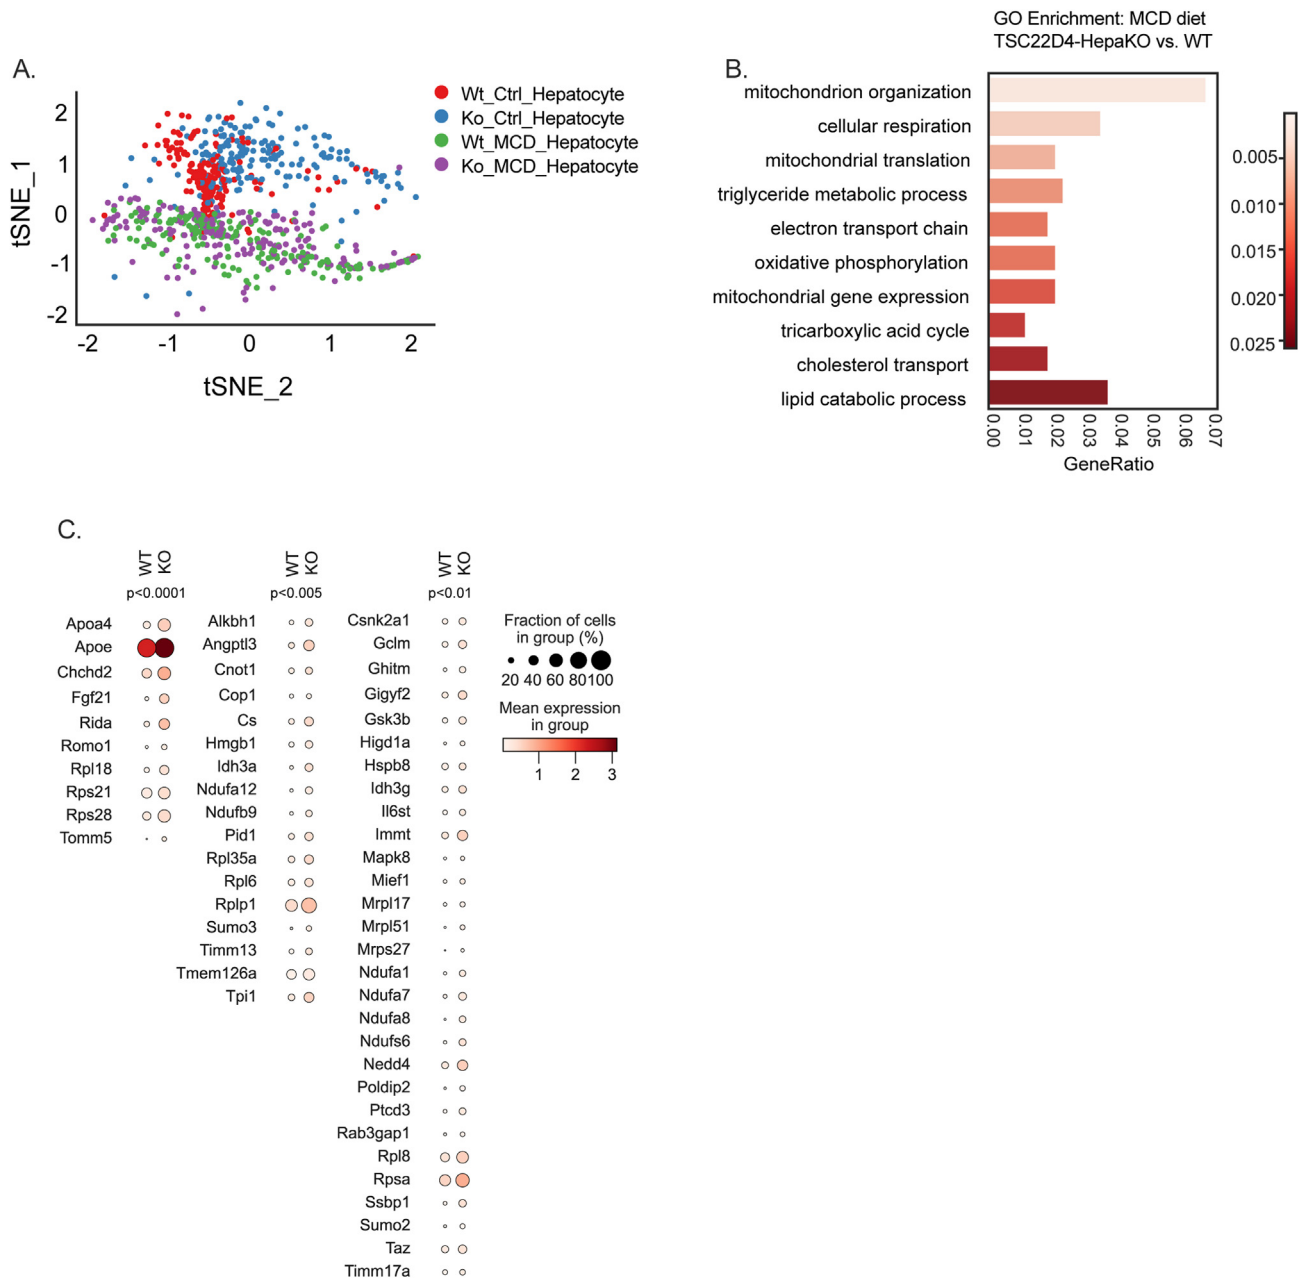 A.
2
1
0
-1
-2
tSNE_1
-2 -1 0 1 2
tSNE_2
Wt_Ctrl_Hepatocyte
Ko_Ctrl_Hepatocyte
Wt_MCD_Hepatocyte
Ko_MCD_Hepatocyte
B.
GO Enrichment: MCD diet
TSC22D4-HepaKO vs. WT
mitochondrion organization
cellular respiration
mitochondrial translation
triglyceride metabolic process
electron transport chain
oxidative phosphorylation
mitochondrial gene expression
tricarboxylic acid cycle
cholesterol transport
lipid catabolic process
0.00 0.01 0.02 0.03 0.04 0.05 0.06 0.07
GeneRatio
0.005
0.010
0.015
0.020
0.025
C.
WT KO
p<0.0001
Apoa4
Apoe
Chchd2
Fgf21
Rida
Romo1
Rpl18
Rps21
Rps28
Tomm5
WT KO
p<0.005
Alkbh1
Angptl3
Cnot1
Cop1
Cs
Hmgb1
Idh3a
Ndufa12
Ndufb9
Pid1
Rpl35a
Rpl6
Rplp1
Sumo3
Timm13
Tmem126a
Tpi1
WT KO
p<0.01
Csnk2a1
Gclm
Ghitm
Gigyf2
Gsk3b
Higd1a
Hspb8
Idh3g
Il6st
Immt
Mapk8
Mief1
Mrpl17
Mrpl51
Mrps27
Ndufa1
Ndufa7
Ndufa8
Ndufs6
Nedd4
Poldip2
Ptcd3
Rab3gap1
Rpl8
Rpsa
Ssbp1
Sumo2
Taz
Timm17a
Fraction of cells
in group (%)
20 40 60 80 100
Mean expression
in group
1 2 3